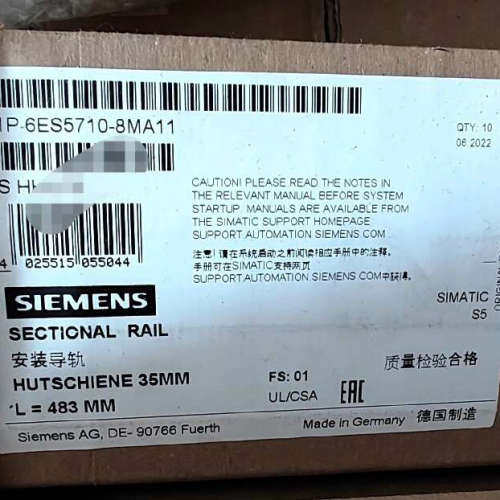 1P-6ES5710-8MA11
QTY: 10
06.2022
S H
4 025515 055044
CAUTION! PLEASE READ THE NOTES IN
THE RELEVANT MANUAL BEFORE SYSTEM
STARTUP. MANUALS ARE AVAILABLE FROM
THE SIMATIC SUPPORT HOMEPAGE
SUPPORT.AUTOMATION.SIEMENS.COM
注意!请在系统启动之前阅读相应手册中的注释。
手册可在SIMATIC支持网页
SUPPORT.AUTOMATION.SIEMENS.COM中获得。
SIEMENS
SIMATIC
S5
SECTIONAL RAIL
安装导轨
质量检验合格
HUTSCHIENE 35MM
FS: 01
L = 483 MM
UL/CSA
EAC
Siemens AG, DE- 90766 Fuerth
Made in Germany 德国制造